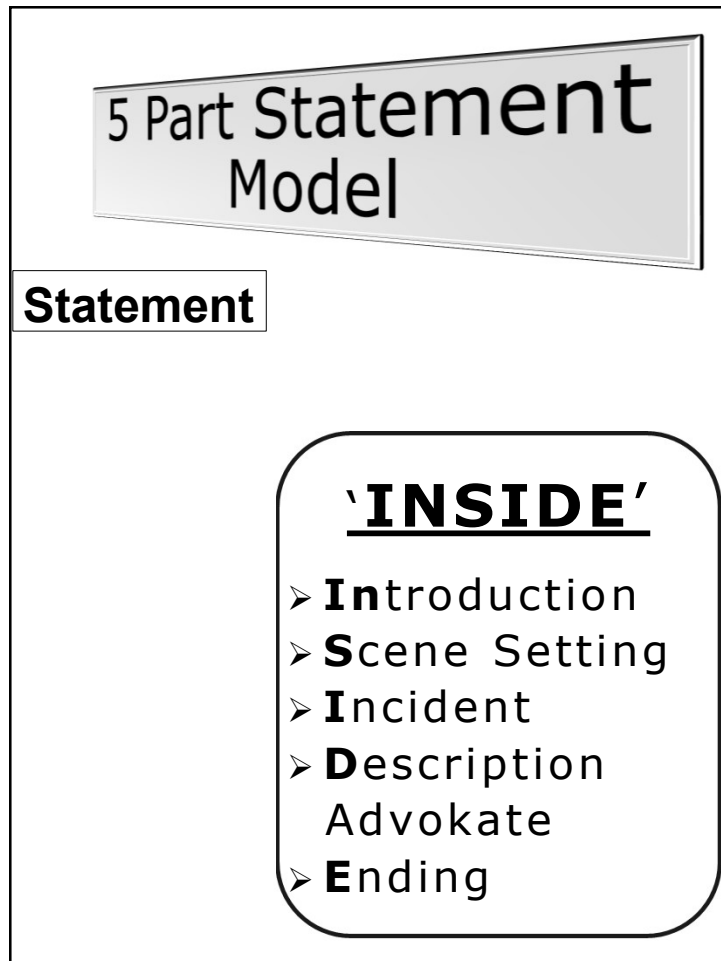 5 Part Statement
Model
Statement
‘INSIDE’
➢ Introduction
➢ Scene Setting
➢ Incident
➢ Description
Advokate
➢ Ending